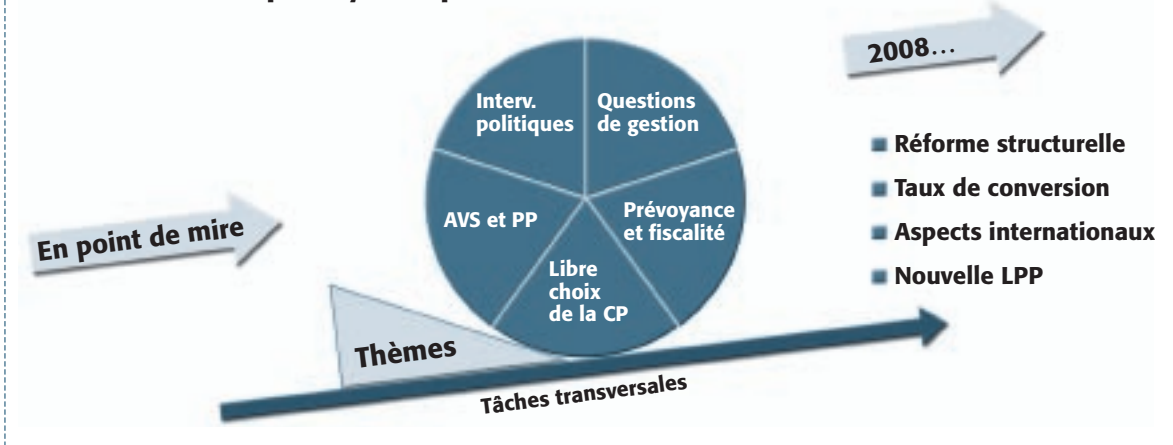 2008...
Interv.
politiques
Questions
de gestion
Réforme structurelle
Taux de conversion
Aspects internationaux
Nouvelle LPP
En point de mire
AVS et PP
Prévoyance
et fiscalité
Libre
choix
de la CP
Thèmes
Tâches transversales